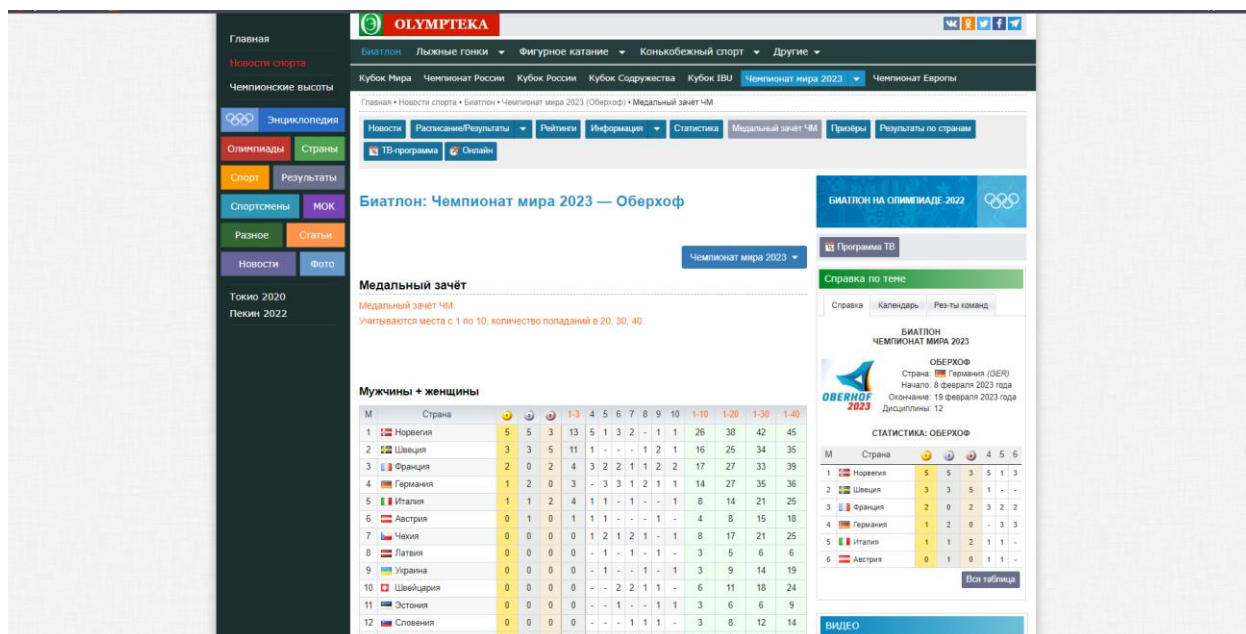 Главная
Новости спорта
Чемпионские высоты
Энциклопедия
Олимпиады Страны
Спорт Результаты
Спортсмены МОК
Разное Статьи
Новости Фото
Токио 2020
Пекин 2022
OLYMPTEKA
Биатлон Лыжные гонки Фигурное катание Конькобежный спорт Другие
Кубок Мира Чемпионат России Кубок России Кубок Содружества Кубок IBU Чемпионат мира 2023 Чемпионат Европы
Главная • Новости спорта • Биатлон • Чемпионат мира 2023 (Оберхоф) • Медальный зачёт ЧМ
Новости Расписание/Результаты Рейтинги Информация Статистика Медальный зачёт ЧМ Призёры Результаты по странам
ТВ-программа Онлайн
Биатлон: Чемпионат мира 2023 — Оберхоф
Чемпионат мира 2023
Медальный зачёт
Медальный зачёт ЧМ.
Учитываются места с 1 по 10, количество попаданий в 20, 30, 40.
Мужчины + женщины
М Страна 1-3 4 5 6 7 8 9 10 1-10 1-20 1-30 1-40
1 Норвегия 5 5 3 13 5 1 3 2 - 1 1 26 38 42 45
2 Швеция 3 3 5 11 1 - - - 1 2 1 16 25 34 35
3 Франция 2 0 2 4 3 2 2 1 1 2 2 17 27 33 39
4 Германия 1 2 0 3 - 3 3 1 2 1 1 14 27 35 36
5 Италия 1 1 2 4 1 1 - 1 - - 1 8 14 21 25
6 Австрия 0 1 0 1 1 1 - - - 1 - 4 8 15 18
7 Чехия 0 0 0 0 1 2 1 2 1 - 1 8 17 21 25
8 Латвия 0 0 0 0 - 1 - 1 - 1 - 3 5 6 6
9 Украина 0 0 0 0 - 1 - - 1 - 1 3 9 14 19
10 Швейцария 0 0 0 0 - - 2 2 1 1 - 6 11 18 24
11 Эстония 0 0 0 0 - - 1 - - 1 1 3 6 6 9
12 Словения 0 0 0 0 - - - 1 1 1 - 3 8 12 14
БИАТЛОН НА ОЛИМПИАДЕ-2022
Программа ТВ
Справка по теме
Справка Календарь Рез-ты команд
БИАТЛОН
ЧЕМПИОНАТ МИРА 2023
OBERHOF
2023
ОБЕРХОФ
Страна: Германия (GER)
Начало: 8 февраля 2023 года
Окончание: 19 февраля 2023 года
Дисциплины: 12
СТАТИСТИКА: ОБЕРХОФ
М Страна 4 5 6
1 Норвегия 5 5 3 5 1 3
2 Швеция 3 3 5 1 - -
3 Франция 2 0 2 3 2 2
4 Германия 1 2 0 - 3 3
5 Италия 1 1 2 1 1 -
6 Австрия 0 1 0 1 1 -
Вся таблица
ВИДЕО